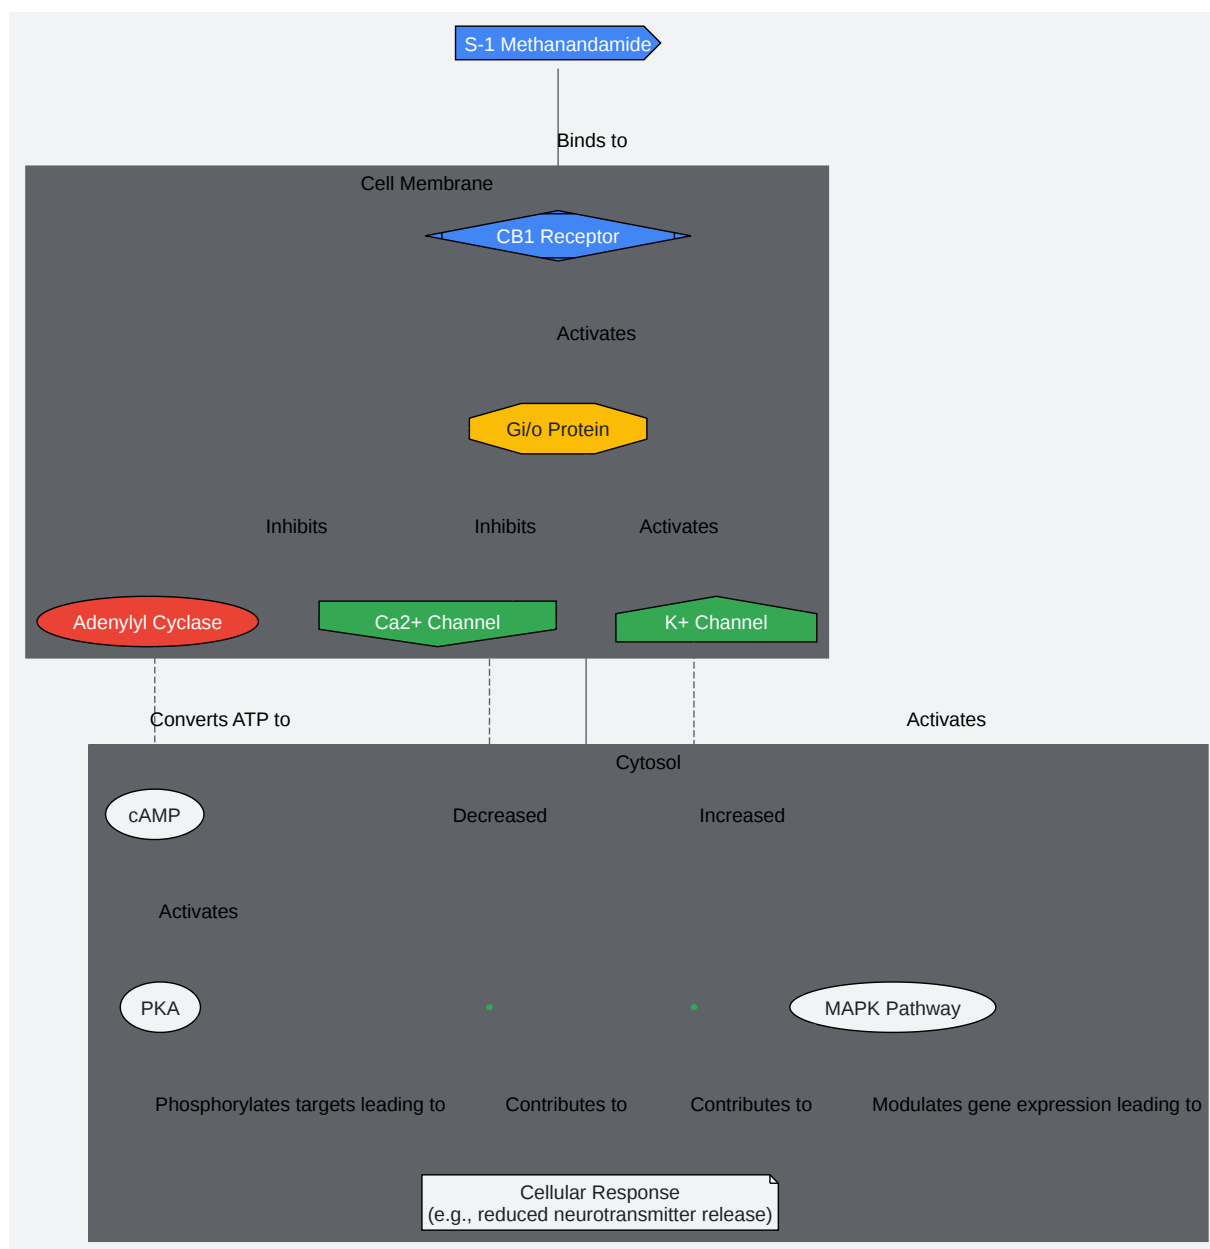 S-1 Methanandamide
Binds to
Cell Membrane
CB1 Receptor
Activates
Gi/o Protein
Inhibits
Inhibits
Activates
Adenylyl Cyclase
Ca2+ Channel
K+ Channel
Converts ATP to
Activates
Cytosol
cAMP
Decreased
Increased
Activates
PKA
MAPK Pathway
Phosphorylates targets leading to
Contributes to
Contributes to
Modulates gene expression leading to
Cellular Response
(e.g., reduced neurotransmitter release)